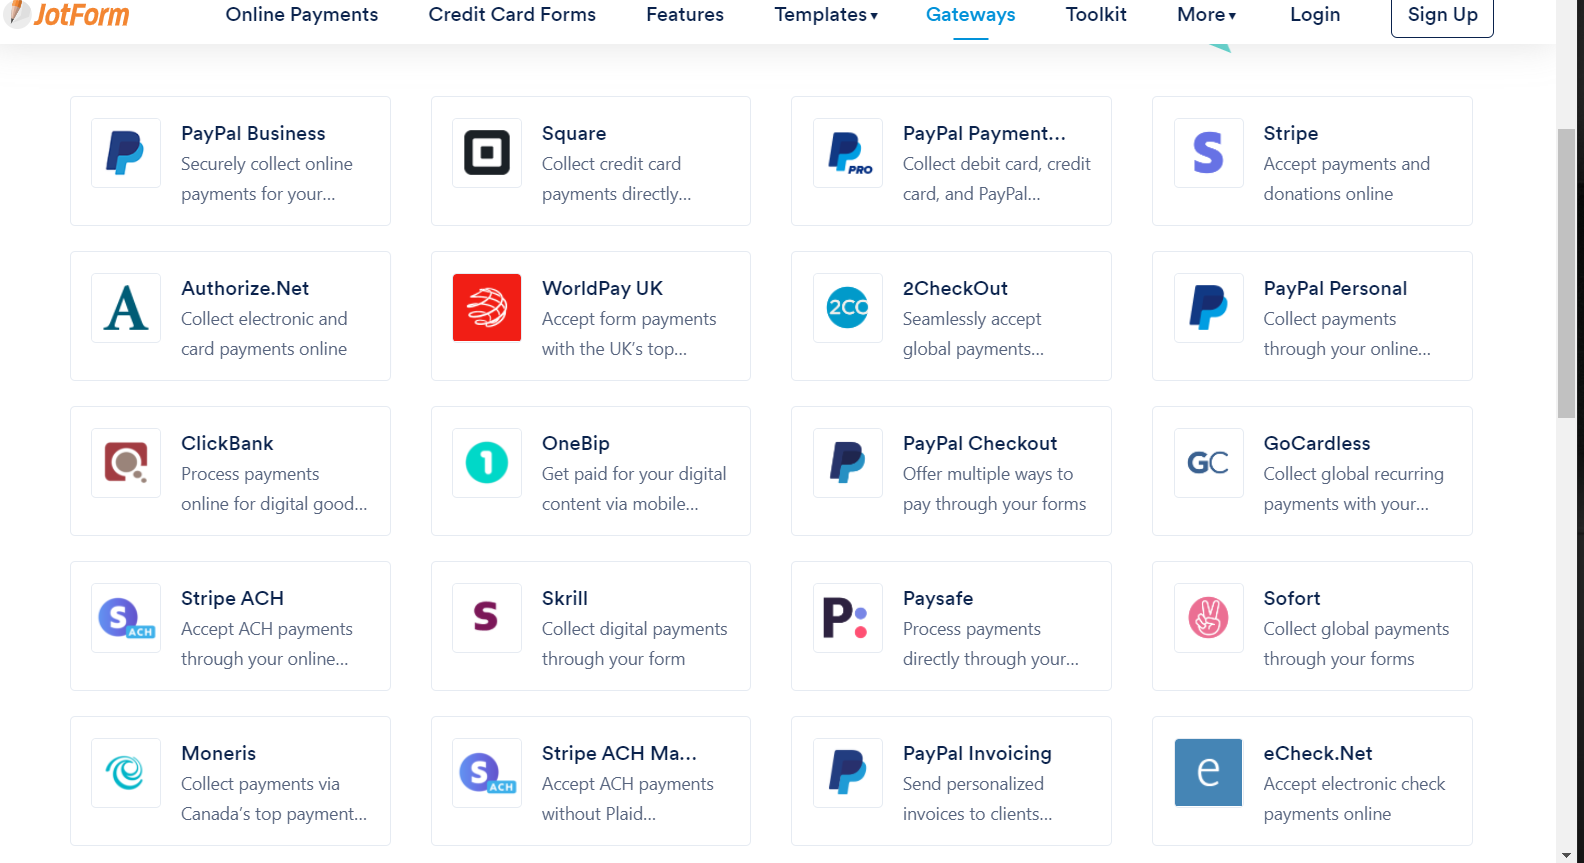 JotForm Online Payments Credit Card Forms Features Templates▼ Gateways Toolkit More▼ Login Sign Up
PayPal Business
Securely collect online
payments for your...
Square
Collect credit card
payments directly...
PayPal Payment...
Collect debit card, credit
card, and PayPal...
PRO
Stripe
Accept payments and
donations online
S
Authorize.Net
Collect electronic and
card payments online
A
WorldPay UK
Accept form payments
with the UK’s top...
2CheckOut
Seamlessly accept
global payments...
2CO
PayPal Personal
Collect payments
through your online...
ClickBank
Process payments
online for digital good...
OneBip
Get paid for your digital
content via mobile...
1
PayPal Checkout
Offer multiple ways to
pay through your forms
GoCardless
Collect global recurring
payments with your...
GC
Stripe ACH
Accept ACH payments
through your online...
S
ACH
Skrill
Collect digital payments
through your form
S
Paysafe
Process payments
directly through your...
P:
Sofort
Collect global payments
through your forms
Moneris
Collect payments via
Canada’s top payment...
Stripe ACH Ma...
Accept ACH payments
without Plaid...
S
ACH
PayPal Invoicing
Send personalized
invoices to clients...
eCheck.Net
Accept electronic check
payments online
e